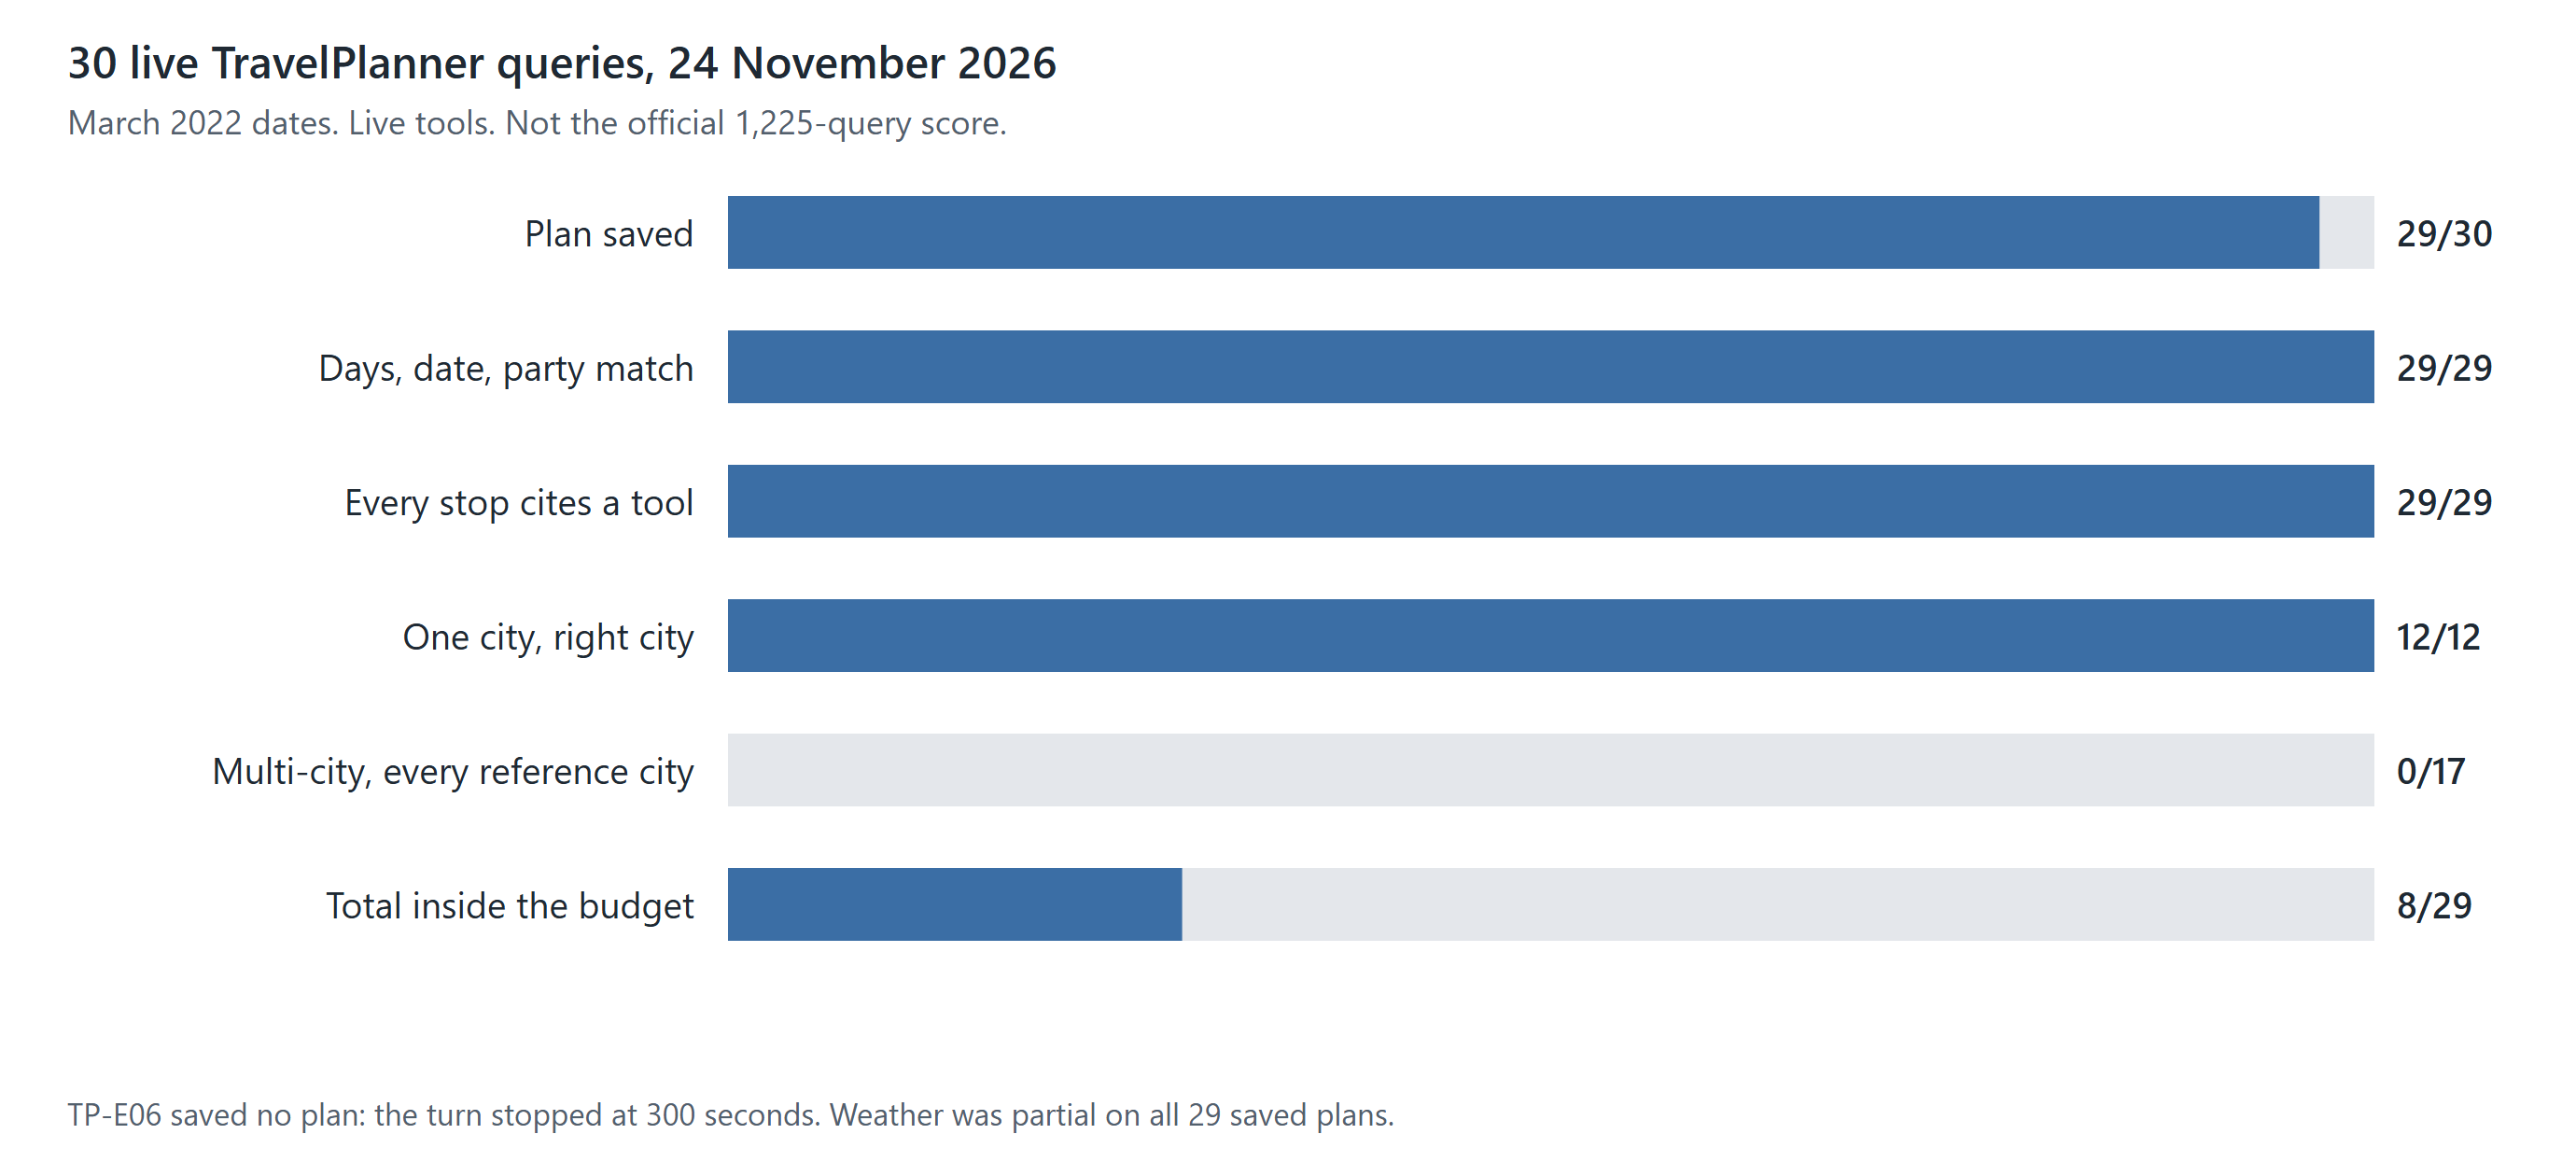 30 live TravelPlanner queries, 24 November 2026
March 2022 dates. Live tools. Not the official 1,225-query score.
Plan saved 29/30
Days, date, party match 29/29
Every stop cites a tool 29/29
One city, right city 12/12
Multi-city, every reference city 0/17
Total inside the budget 8/29
TP-E06 saved no plan: the turn stopped at 300 seconds. Weather was partial on all 29 saved plans.